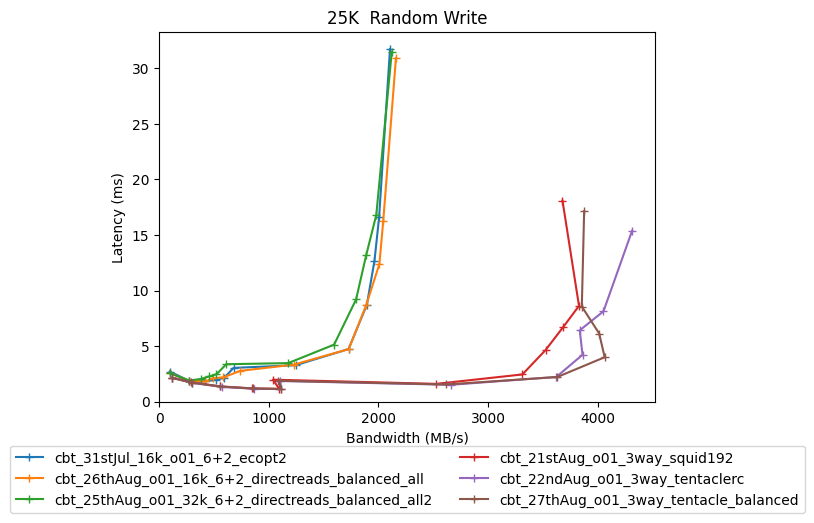 25K  Random Write
Latency (ms)
30
25
20
15
10
5
0
0 1000 2000 3000 4000
Bandwidth (MB/s)
cbt_31stJul_16k_o01_6+2_ecopt2
cbt_26thAug_o01_16k_6+2_directreads_balanced_all
cbt_25thAug_o01_32k_6+2_directreads_balanced_all2
cbt_21stAug_o01_3way_squid192
cbt_22ndAug_o01_3way_tentaclerc
cbt_27thAug_o01_3way_tentacle_balanced